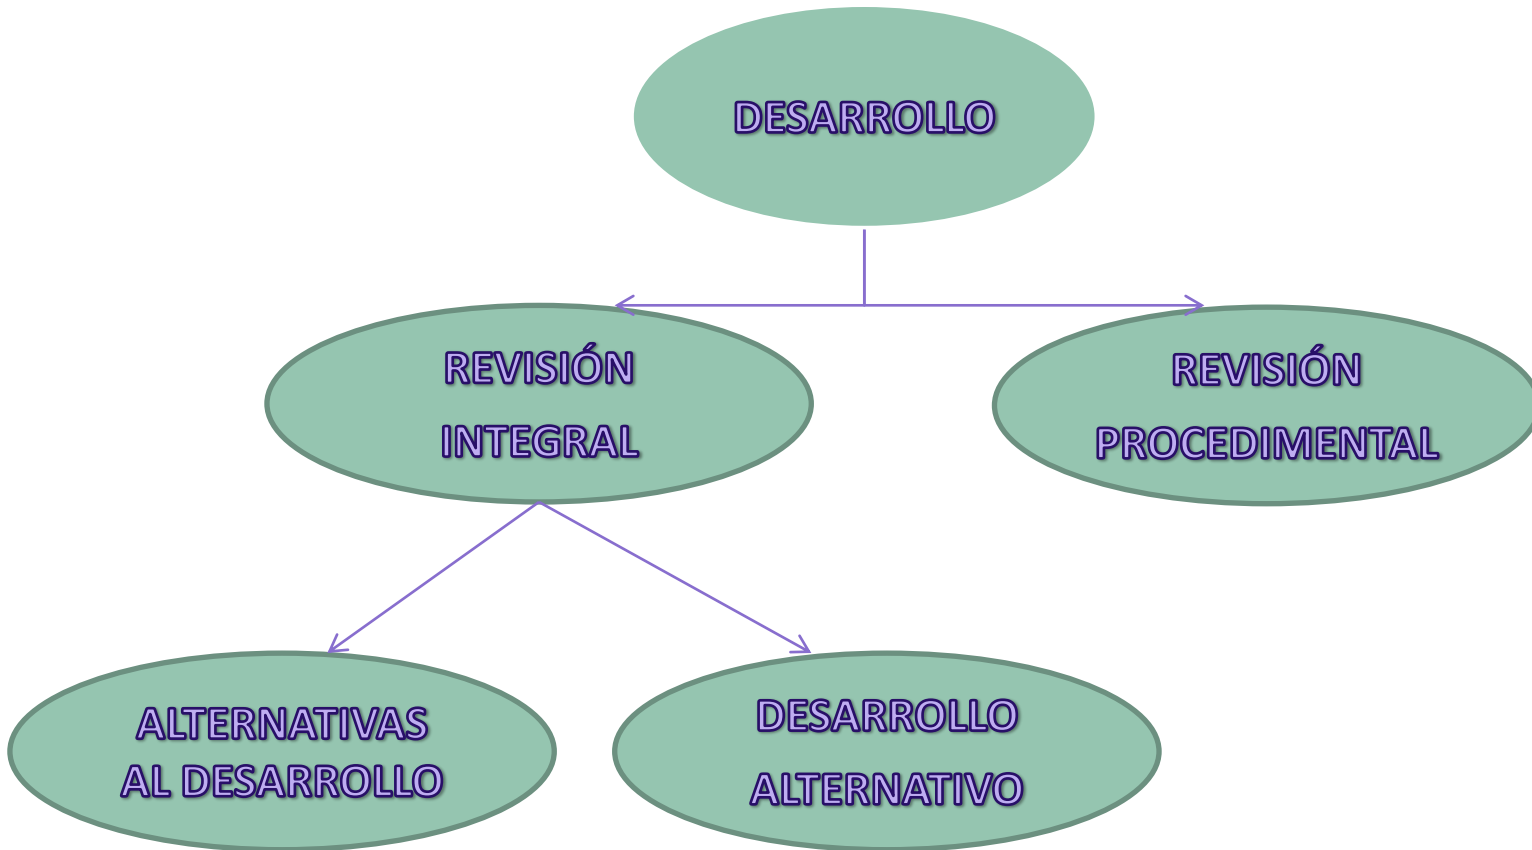 DESARROLLO
REVISIÓN
INTEGRAL
REVISIÓN
PROCEDIMENTAL
ALTERNATIVAS
AL DESARROLLO
DESARROLLO
ALTERNATIVO